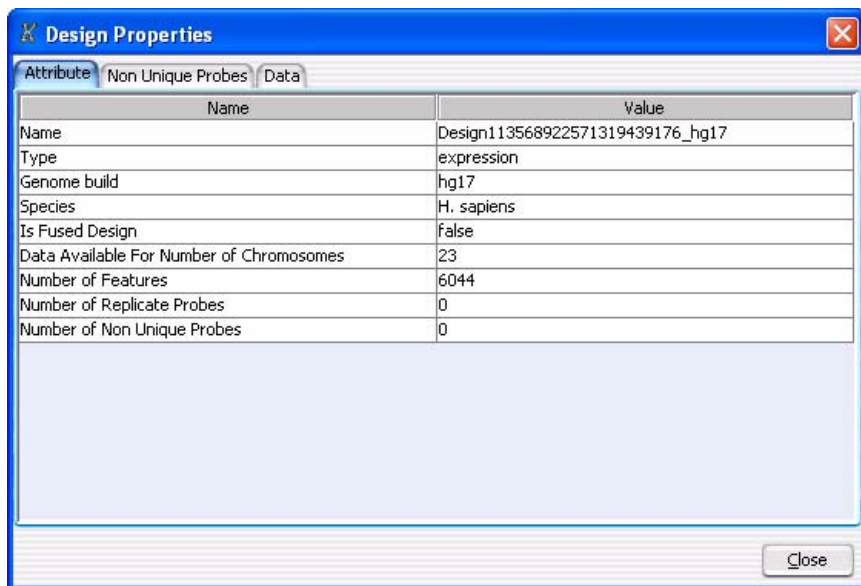 Design Properties
Attribute Non Unique Probes Data
Name Value
Name Design113568922571319439176_hg17
Type expression
Genome build hg17
Species H. sapiens
Is Fused Design false
Data Available For Number of Chromosomes 23
Number of Features 6044
Number of Replicate Probes 0
Number of Non Unique Probes 0
Close